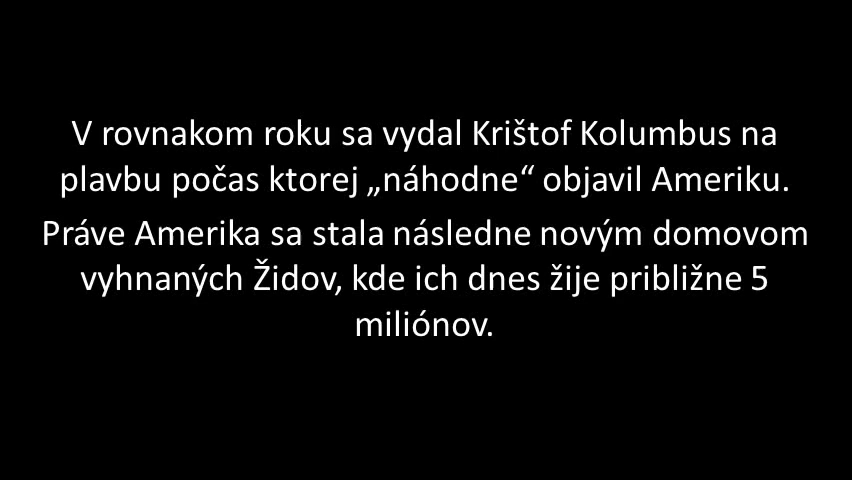 V rovnakom roku sa vydal Krištof Kolumbus na
plavbu počas ktorej „náhodne“ objavil Ameriku.
Práve Amerika sa stala následne novým domovom
vyhnaných Židov, kde ich dnes žije približne 5
miliónov.